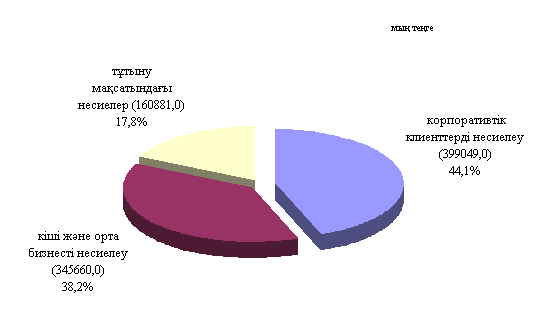 мың теңге
тұтыну
мақсатындағы
несиелер (160881,0)
17,8%
корпоративтік
клиенттерді несиелеу
(399049,0)
44,1%
кіші және орта
бизнесті несиелеу
(345660,0)
38,2%